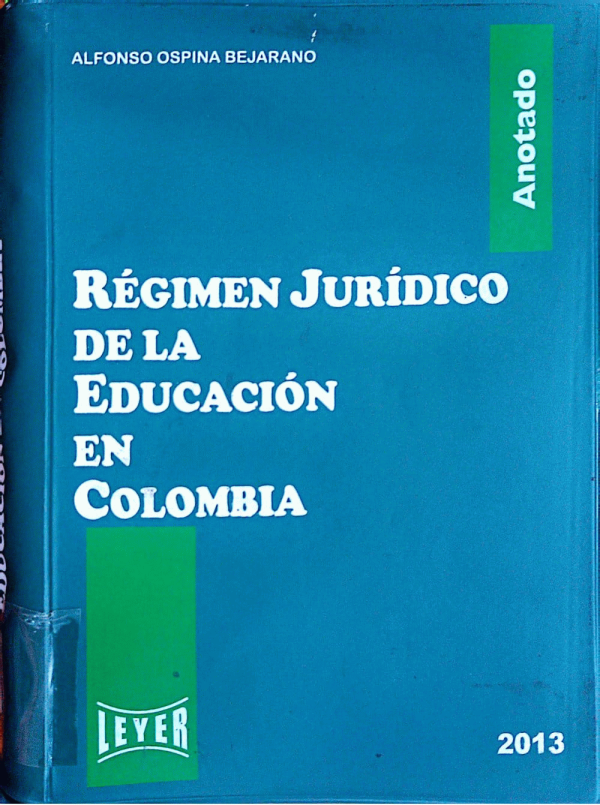 ALFONSO OSPINA BEJARANO
Anotado
RÉGIMEN JURÍDICO
DE LA
EDUCACIÓN
EN
COLOMBIA
LEYER
2013